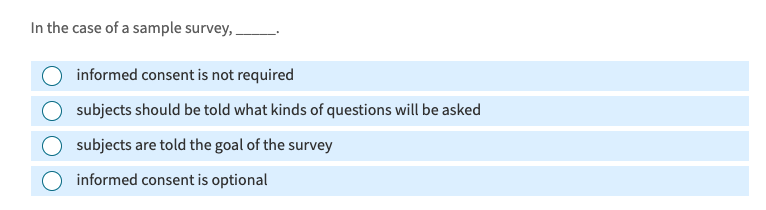 In the case of a sample survey, _____.
informed consent is not required
subjects should be told what kinds of questions will be asked
subjects are told the goal of the survey
informed consent is optional